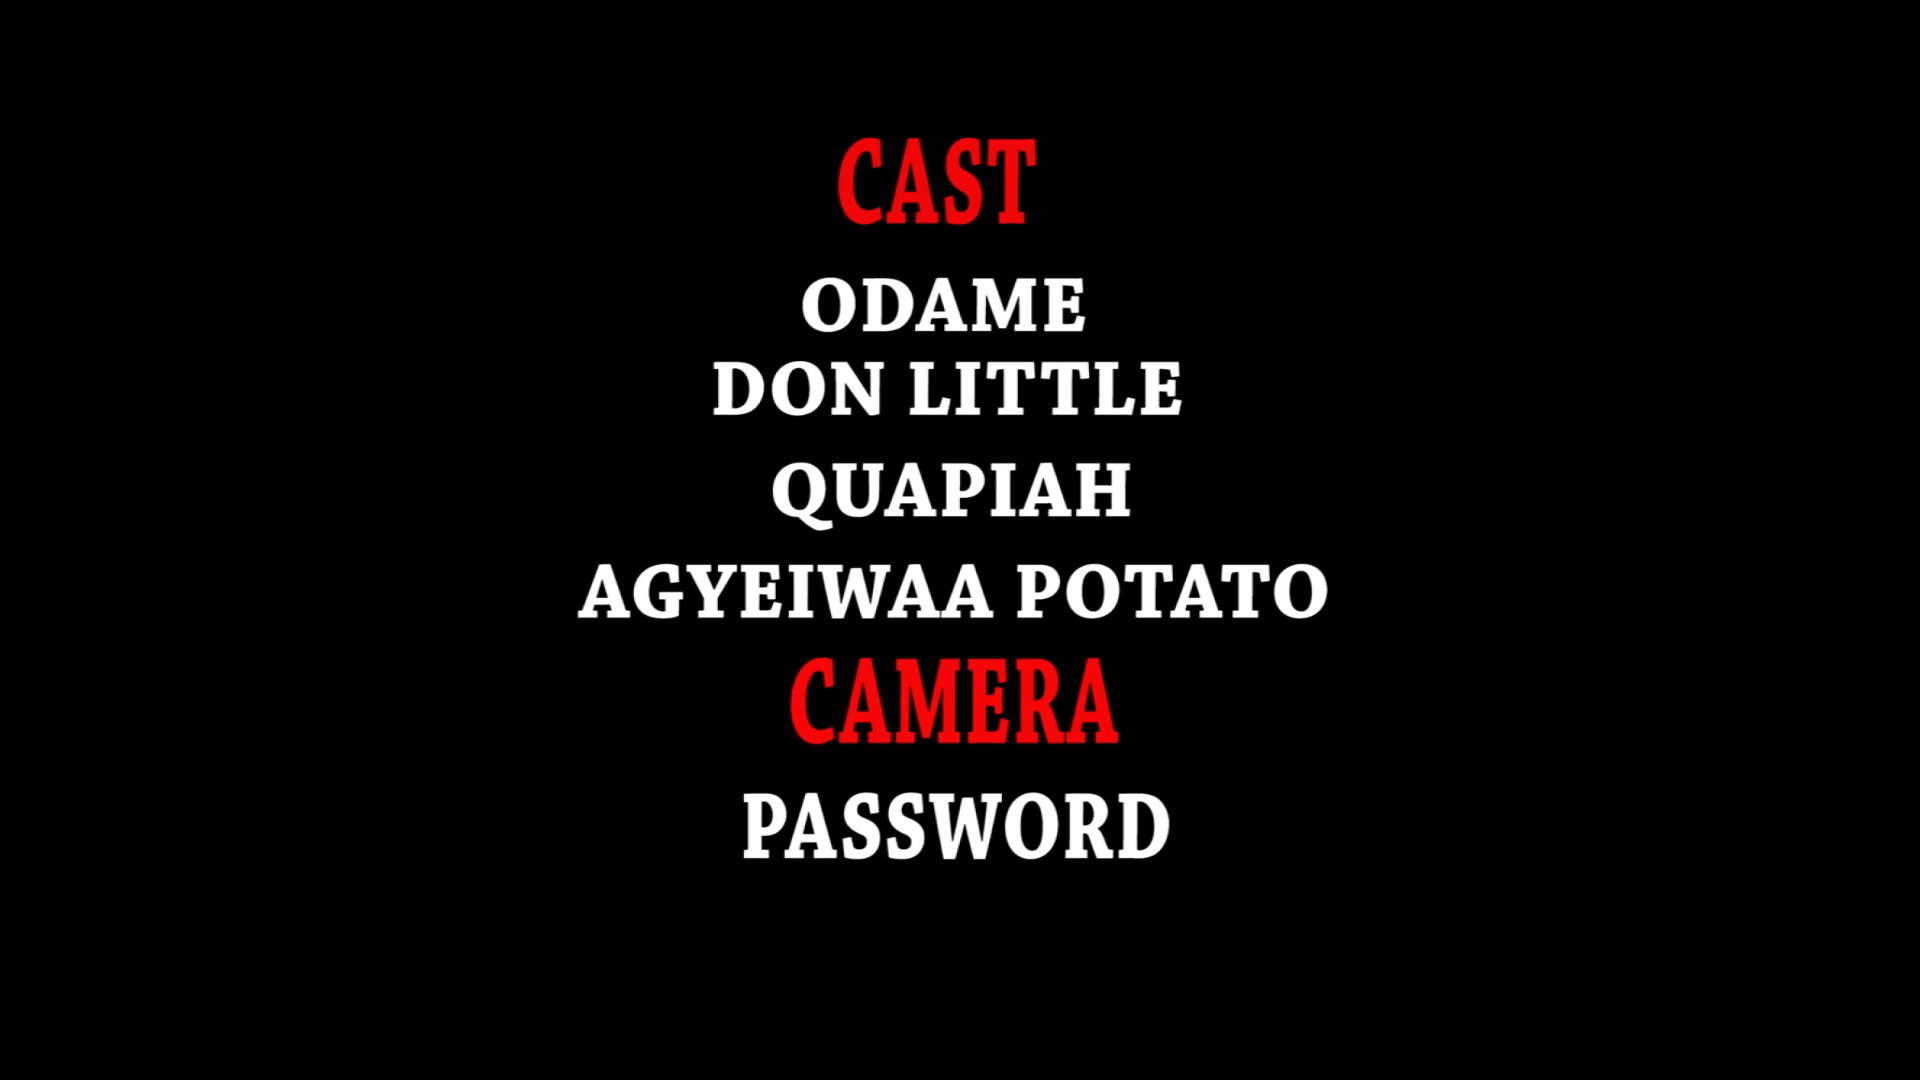 CAST
ODAME
DON LITTLE
QUAPIAH
AGYEIWAA POTATO
CAMERA
PASSWORD